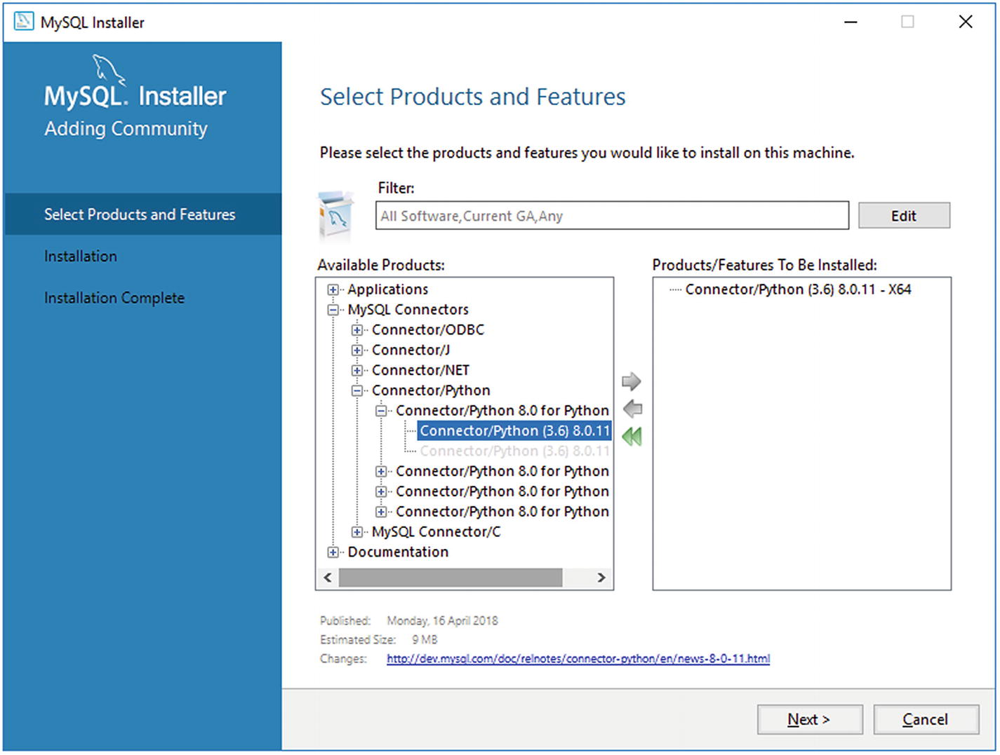 MySQL Installer
MySQL. Installer
Adding Community
Select Products and Features
Installation
Installation Complete
Select Products and Features
Please select the products and features you would like to install on this machine.
Filter:
All Software,Current GA,Any
Edit
Available Products:
Applications
MySQL Connectors
Connector/ODBC
Connector/J
Connector/NET
Connector/Python
Connector/Python 8.0 for Python
Connector/Python (3.6) 8.0.11
Connector/Python (3.6) 8.0.11
Connector/Python 8.0 for Python
Connector/Python 8.0 for Python
Connector/Python 8.0 for Python
MySQL Connector/C
Documentation
Products/Features To Be Installed:
Connector/Python (3.6) 8.0.11 - X64
Published: Monday, 16 April 2018
Estimated Size: 9 MB
Changes: http://dev.mysql.com/doc/relnotes/connector-python/en/news-8-0-11.html
Next >
Cancel